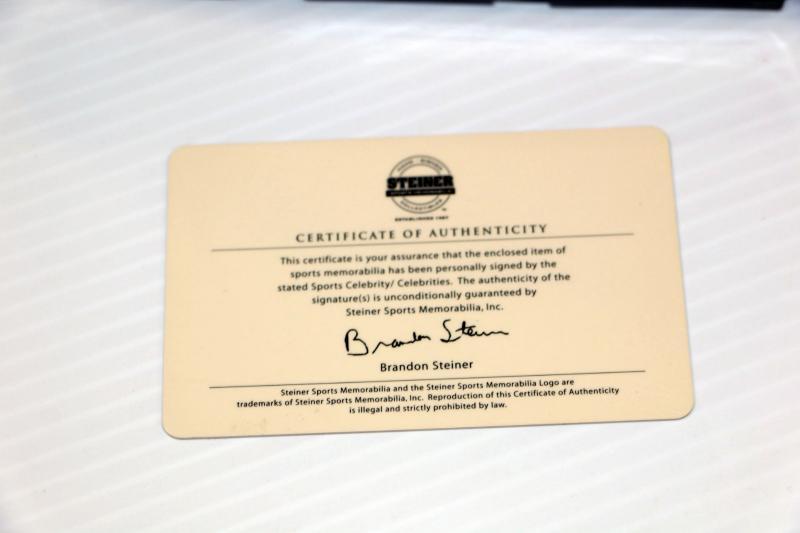 STEINER
ESTABLISHED 1987
CERTIFICATE OF AUTHENTICITY
This certificate is your assurance that the enclosed item of
sports memorabilia has been personally signed by the
stated Sports Celebrity/ Celebrities. The authenticity of the
signature(s) is unconditionally guaranteed by
Steiner Sports Memorabilia, Inc.
Brandon Steiner
Brandon Steiner
Steiner Sports Memorabilia and the Steiner Sports Memorabilia Logo are
trademarks of Steiner Sports Memorabilia, Inc. Reproduction of this Certificate of Authenticity
is illegal and strictly prohibited by law.